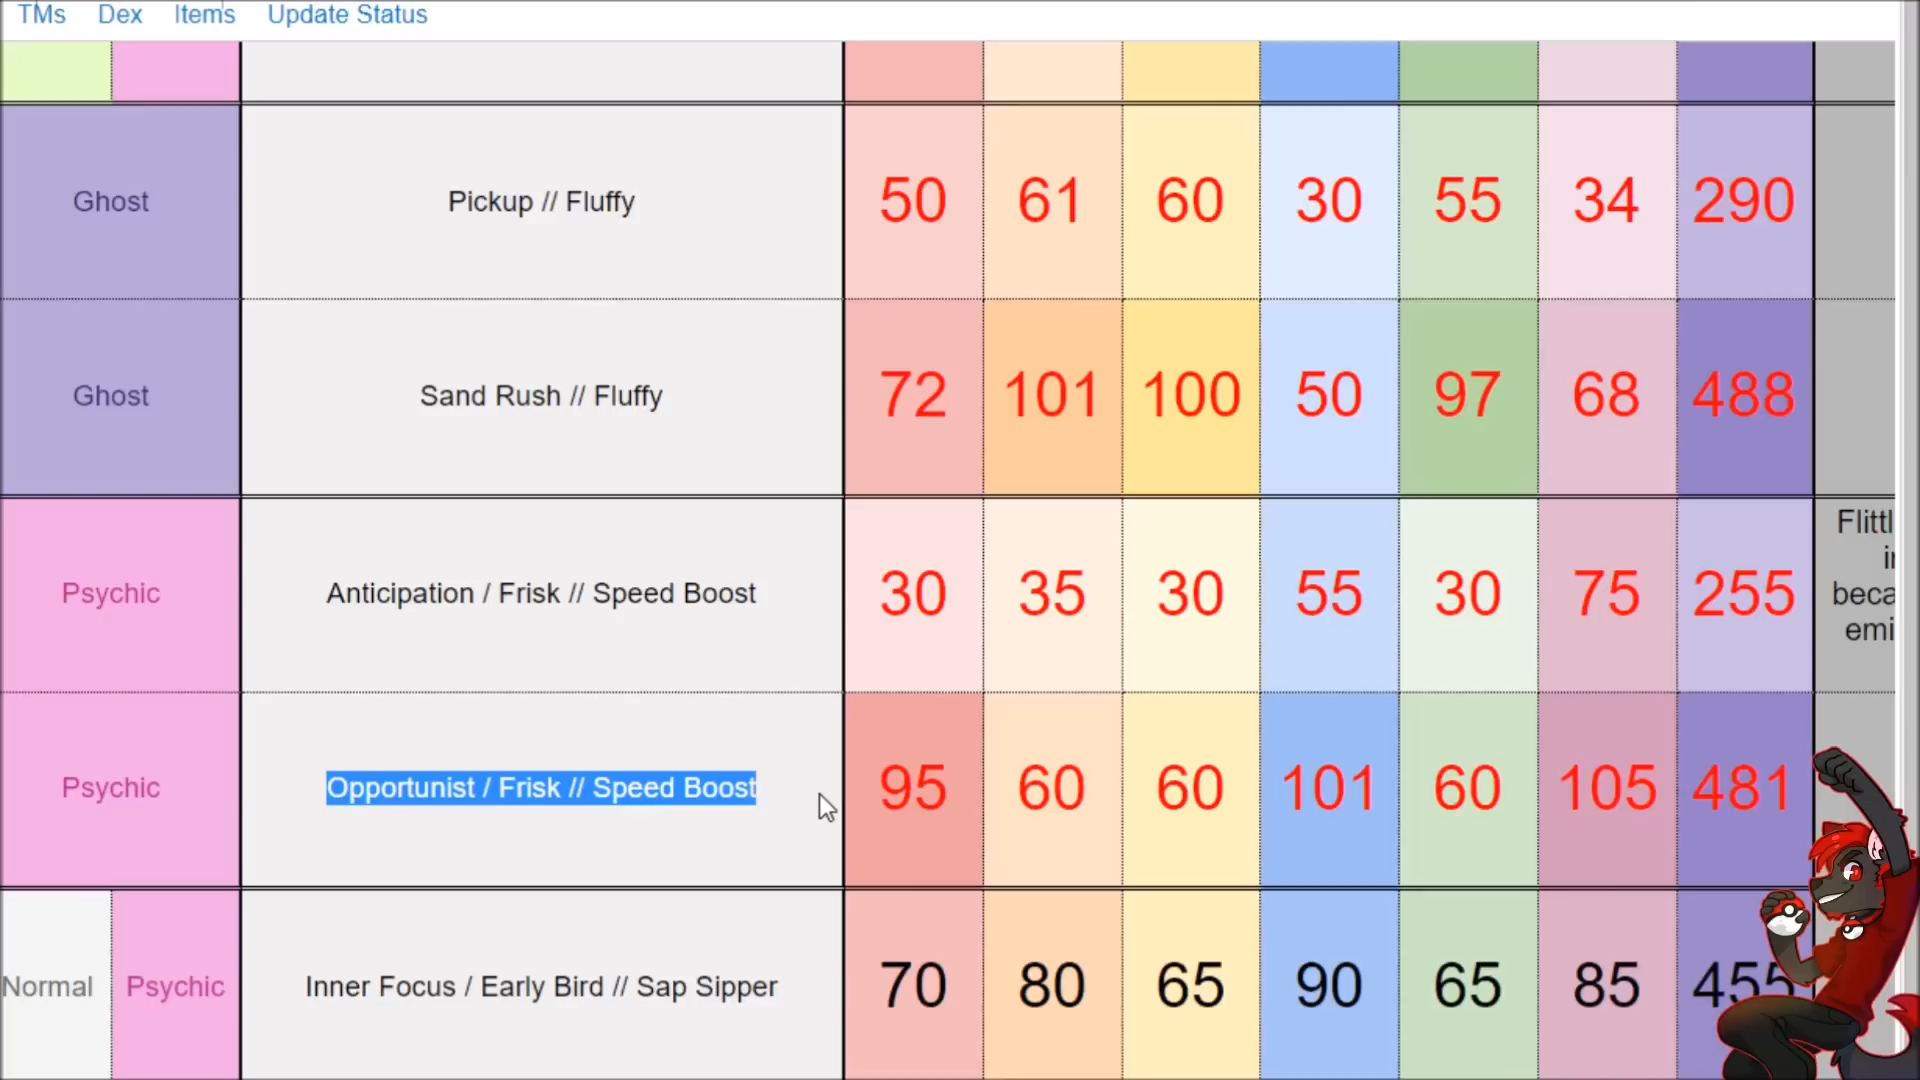 TMs Dex Items Update Status
Ghost Pickup // Fluffy 50 61 60 30 55 34 290
Ghost Sand Rush // Fluffy 72 101 100 50 97 68 488
Psychic Anticipation / Frisk // Speed Boost 30 35 30 55 30 75 255
Psychic Opportunist / Frisk // Speed Boost 95 60 60 101 60 105 481
Normal Psychic Inner Focus / Early Bird // Sap Sipper 70 80 65 90 65 85 455